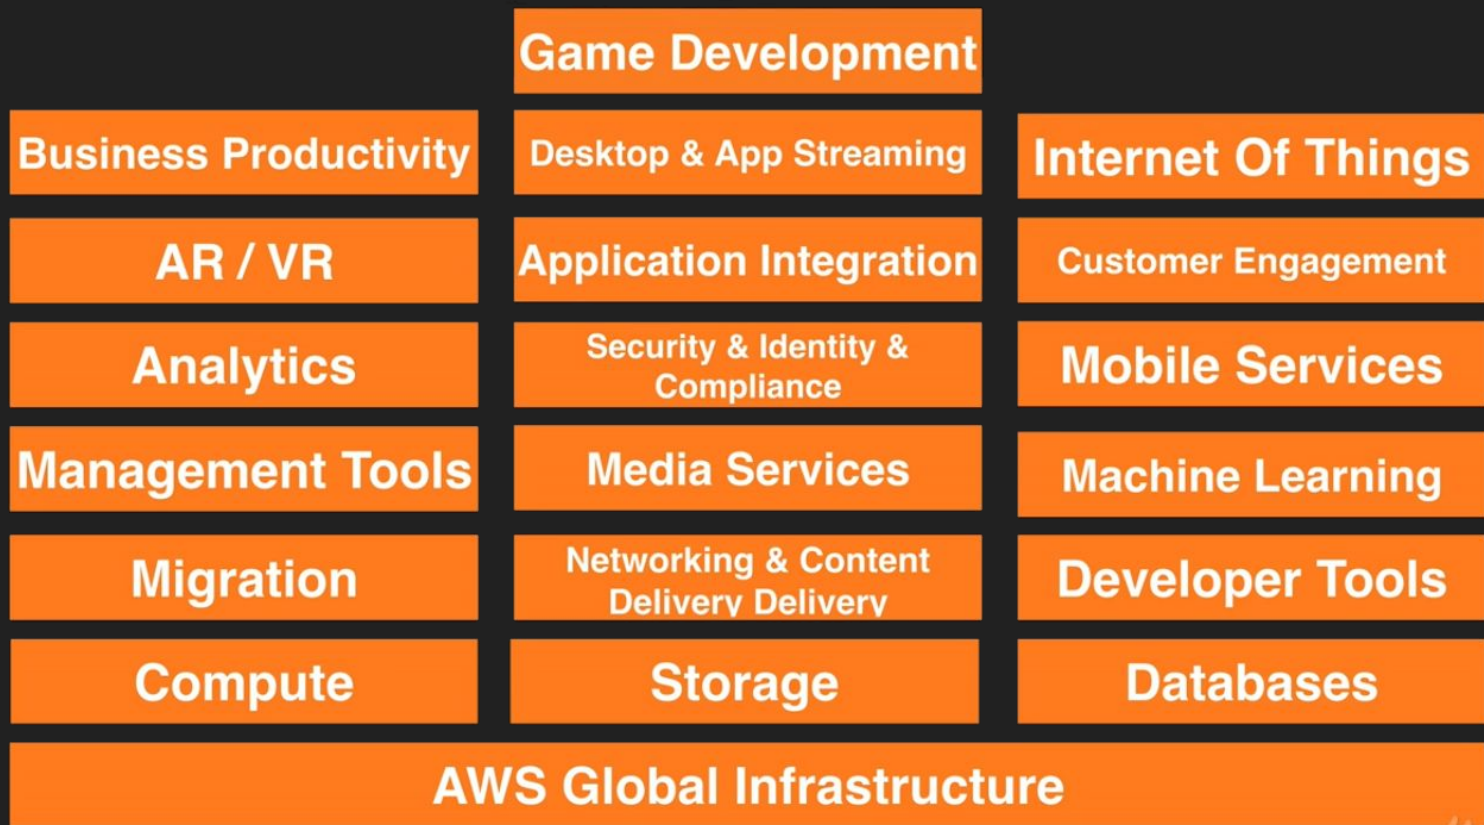 Game Development
Business Productivity
Desktop & App Streaming
Internet Of Things
AR / VR
Application Integration
Customer Engagement
Analytics
Security & Identity &
Compliance
Mobile Services
Management Tools
Media Services
Machine Learning
Migration
Networking & Content
Delivery Delivery
Developer Tools
Compute
Storage
Databases
AWS Global Infrastructure